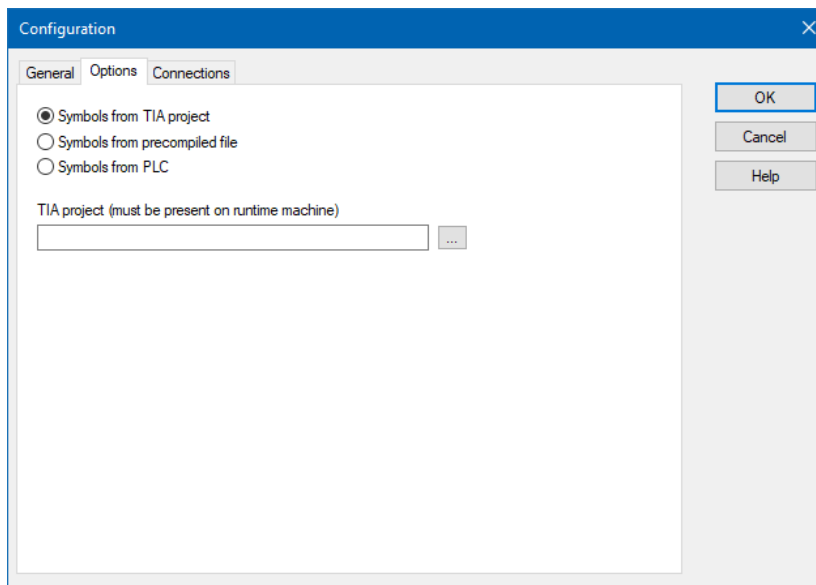 Configuration
General Options Connections
Symbols from TIA project
Symbols from precompiled file
Symbols from PLC
TIA project (must be present on runtime machine)
...
OK
Cancel
Help